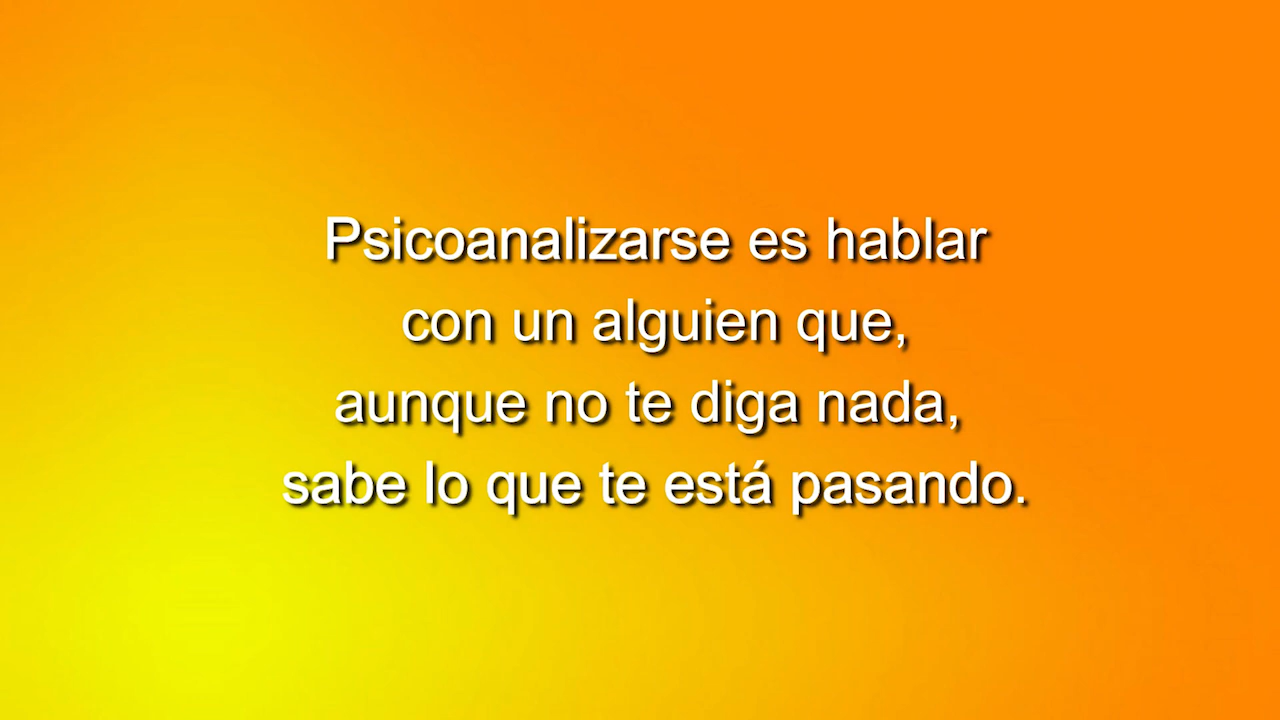 Psicoanalizarse es hablar
con un alguien que,
aunque no te diga nada,
sabe lo que te está pasando.